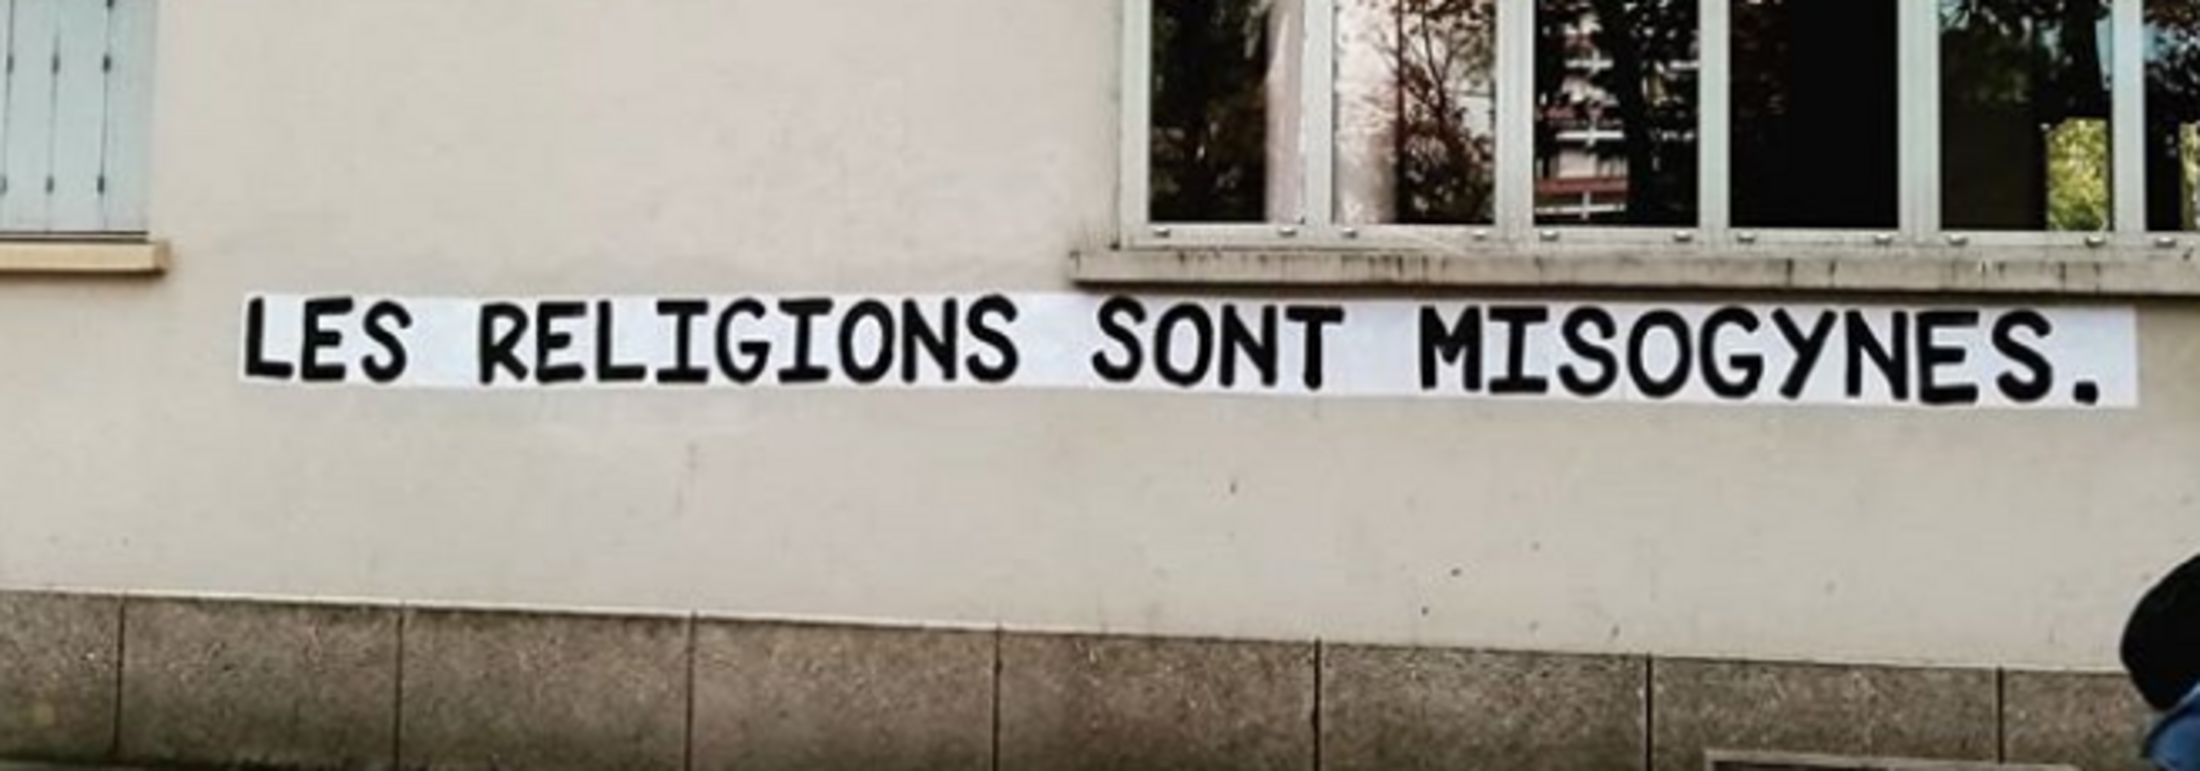 LES RELIGIONS SONT MISOGYNES.